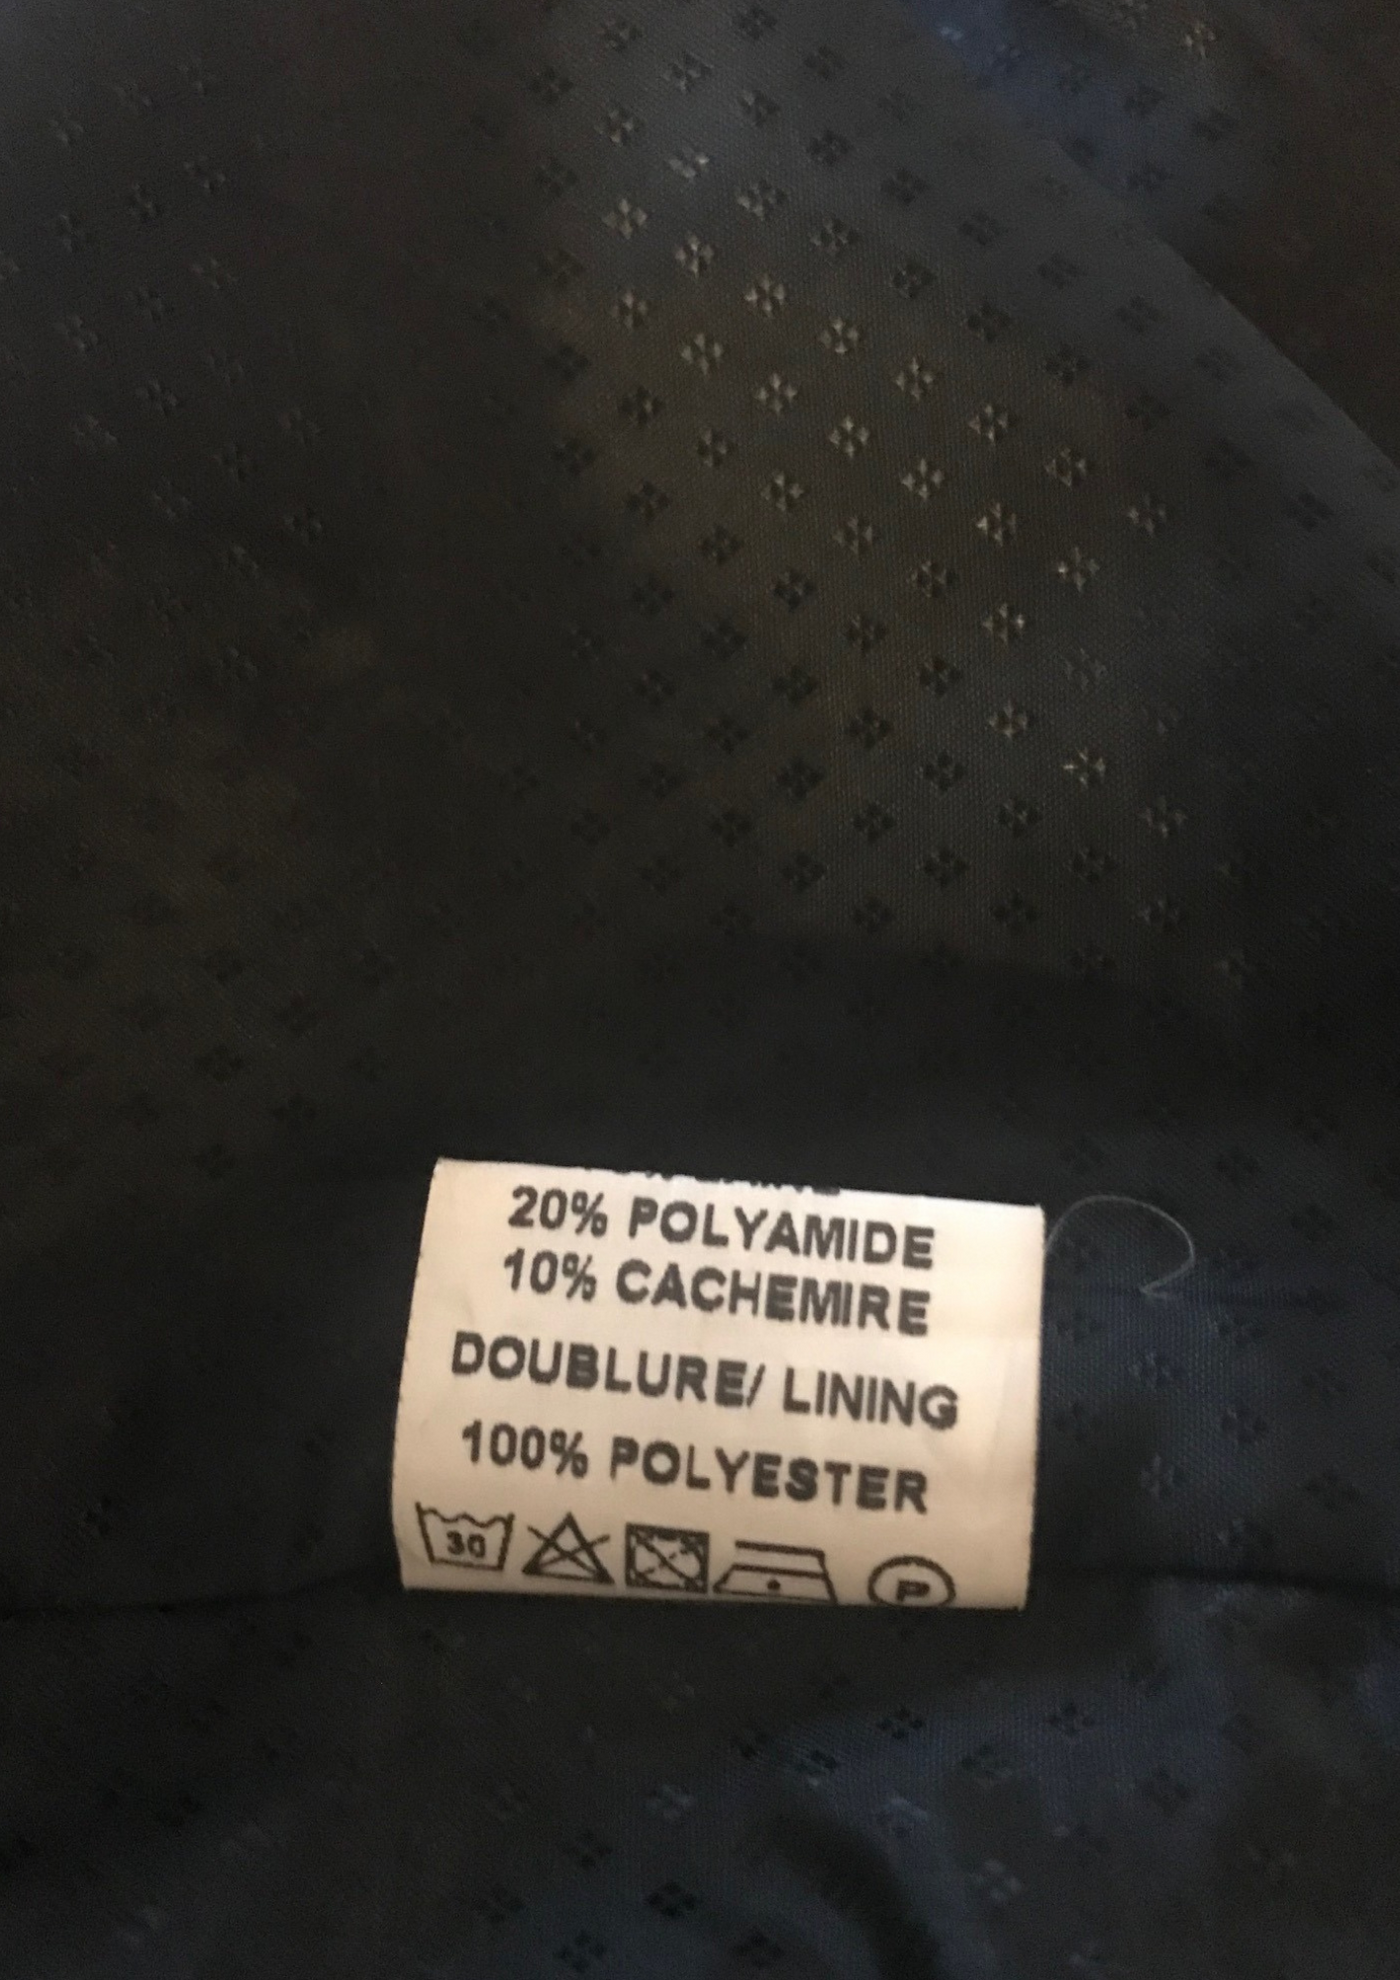 20% POLYAMIDE
10% CACHEMIRE
DOUBLURE/ LINING
100% POLYESTER
30
P